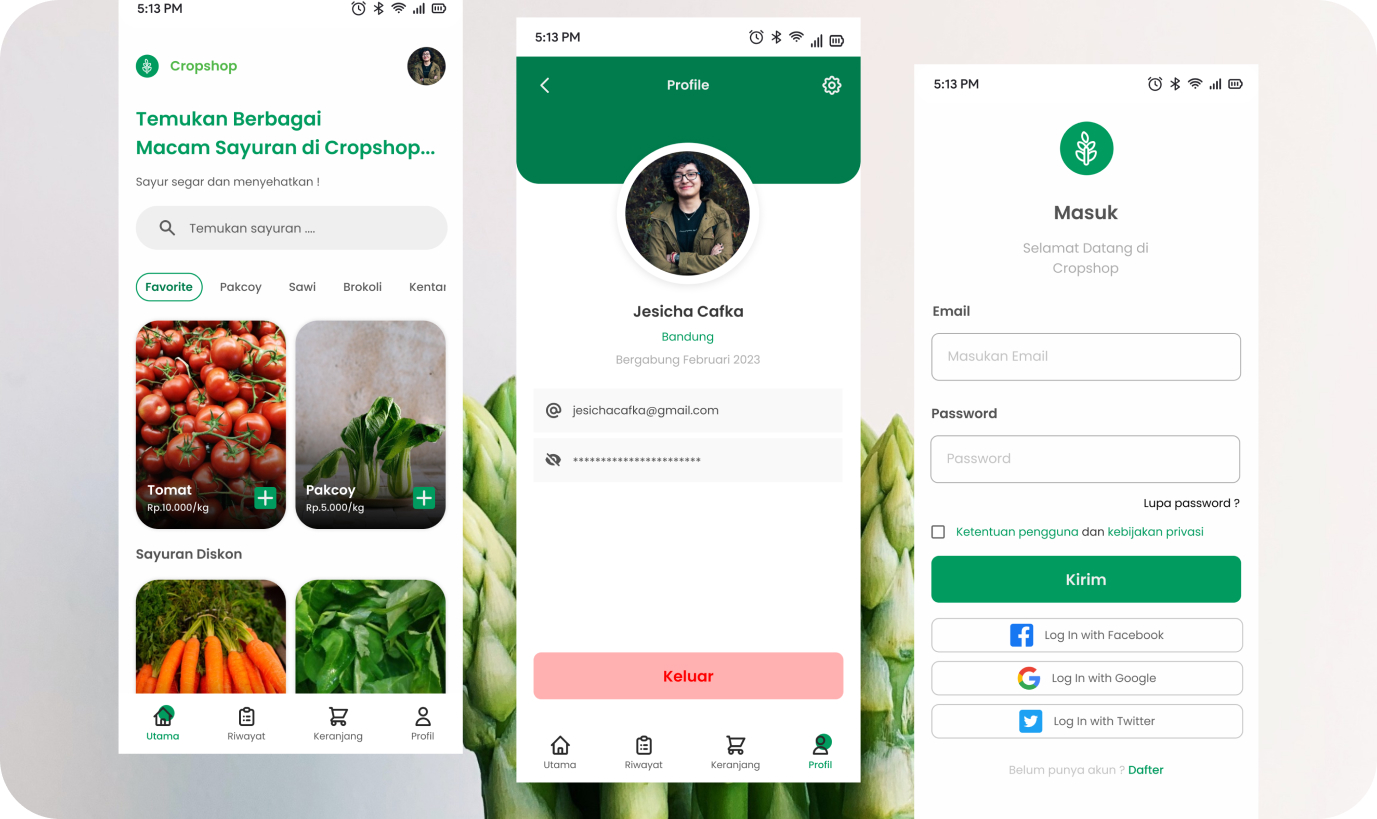 5:13 PM
Cropshop
Temukan Berbagai
Macam Sayuran di Cropshop...
Sayur segar dan menyehatkan !
Temukan sayuran ....
Favorite
Pakcoy
Sawi
Brokoli
Kentar
Tomat
Rp.10.000/kg
Pakcoy
Rp.5.000/kg
Sayuran Diskon
Utama
Riwayat
Keranjang
Profil
5:13 PM
Profile
Jesicha Cafka
Bandung
Bergabung Februari 2023
jesichacafka@gmail.com
***********************
Keluar
Utama
Riwayat
Keranjang
Profil
5:13 PM
Masuk
Selamat Datang di
Cropshop
Email
Masukan Email
Password
Password
Lupa password ?
Ketentuan pengguna dan kebijakan privasi
Kirim
Log In with Facebook
Log In with Google
Log In with Twitter
Belum punya akun ? Dafter